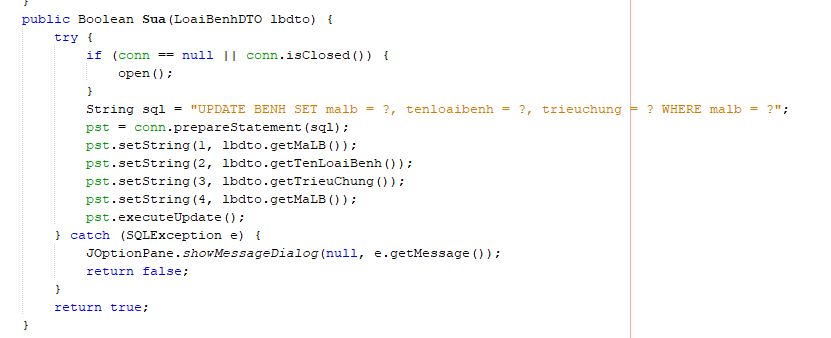 }
public Boolean Sua(LoaiBenhDTO lbdto) {
try {
if (conn == null || conn.isClosed()) {
open();
}
String sql = "UPDATE BENH SET malb = ?, tenloaibenh = ?, trieuchung = ? WHERE malb = ?";
pst = conn.prepareStatement(sql);
pst.setString(1, lbdto.getMaLB());
pst.setString(2, lbdto.getTenLoaiBenh());
pst.setString(3, lbdto.getTrieuChung());
pst.setString(4, lbdto.getMaLB());
pst.executeUpdate();
} catch (SQLException e) {
JOptionPane.showMessageDialog(null, e.getMessage());
return false;
}
return true;
}